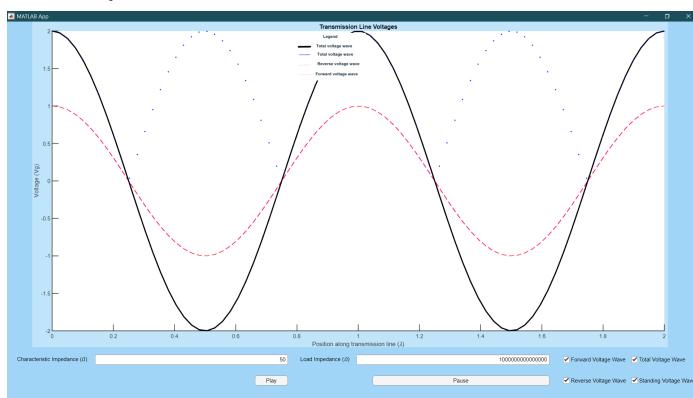 MATLAB App
Transmission Line Voltages
Legend
Total voltage wave
Total voltage wave
Reverse voltage wave
Forward voltage wave
2
1.5
1
0.5
0
-0.5
-1
-1.5
-2
Voltage (Vg)
0 0.2 0.4 0.6 0.8 1 1.2 1.4 1.6 1.8 2
Position along transmission line (λ)
Characteristic Impedance (Ω) 50 Load Impedance (Ω) 1000000000000000 Forward Voltage Wave Total Voltage Wave
Play Pause Reverse Voltage Wave Standing Voltage Wave